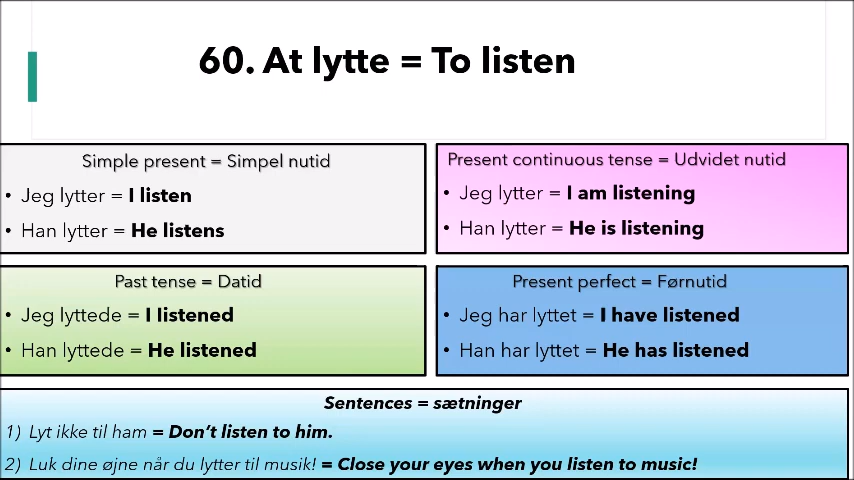 60. At lytte = To listen
Simple present = Simpel nutid
• Jeg lytter = I listen
• Han lytter = He listens
Present continuous tense = Udvidet nutid
• Jeg lytter = I am listening
• Han lytter = He is listening
Past tense = Datid
• Jeg lyttede = I listened
• Han lyttede = He listened
Present perfect = Førnutid
• Jeg har lyttet = I have listened
• Han har lyttet = He has listened
Sentences = sætninger
1) Lyt ikke til ham = Don't listen to him.
2) Luk dine øjne når du lytter til musik! = Close your eyes when you listen to music!